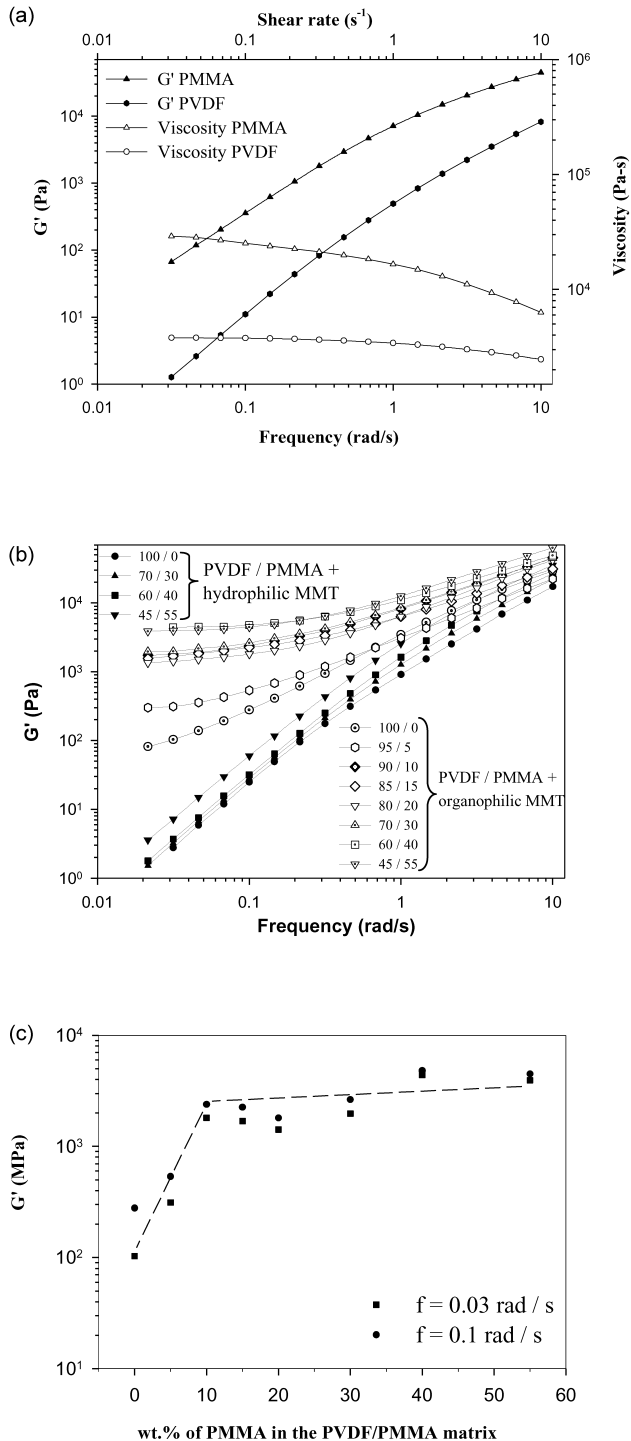 (a)
Shear rate (s⁻¹)
0.01 0.1 1 10
G' PMMA
G' PVDF
Viscosity PMMA
Viscosity PVDF
10⁴
10³
10²
10¹
10⁰
G' (Pa)
10⁶
10⁵
10⁴
Viscosity (Pa-s)
0.01 0.1 1 10
Frequency (rad/s)
(b)
100 / 0
70 / 30
60 / 40
45 / 55
PVDF / PMMA +
hydrophilic MMT
10⁴
10³
10²
10¹
10⁰
G' (Pa)
100 / 0
95 / 5
90 / 10
85 / 15
80 / 20
70 / 30
60 / 40
45 / 55
PVDF / PMMA +
organophilic MMT
0.01 0.1 1 10
Frequency (rad/s)
(c)
10⁴
10³
10²
10¹
G' (MPa)
f = 0.03 rad / s
f = 0.1 rad / s
0 10 20 30 40 50 60
wt.% of PMMA in the PVDF/PMMA matrix